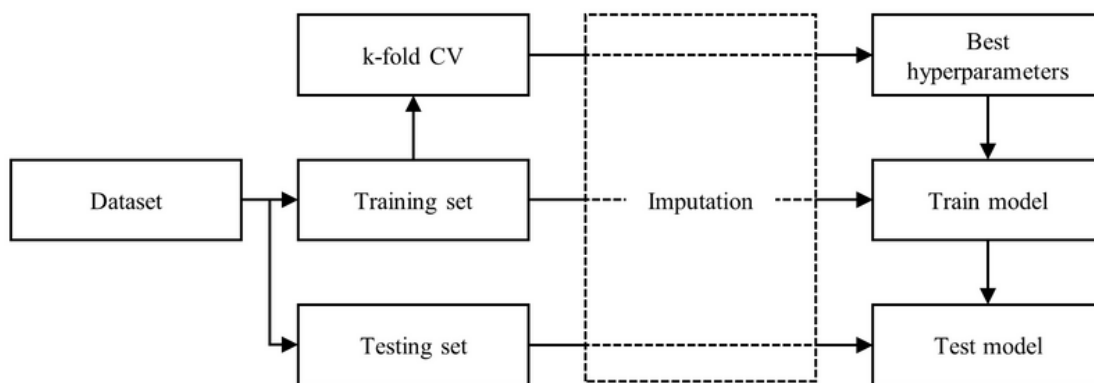 k-fold CV
Best
hyperparameters
Dataset
Training set
Imputation
Train model
Testing set
Test model